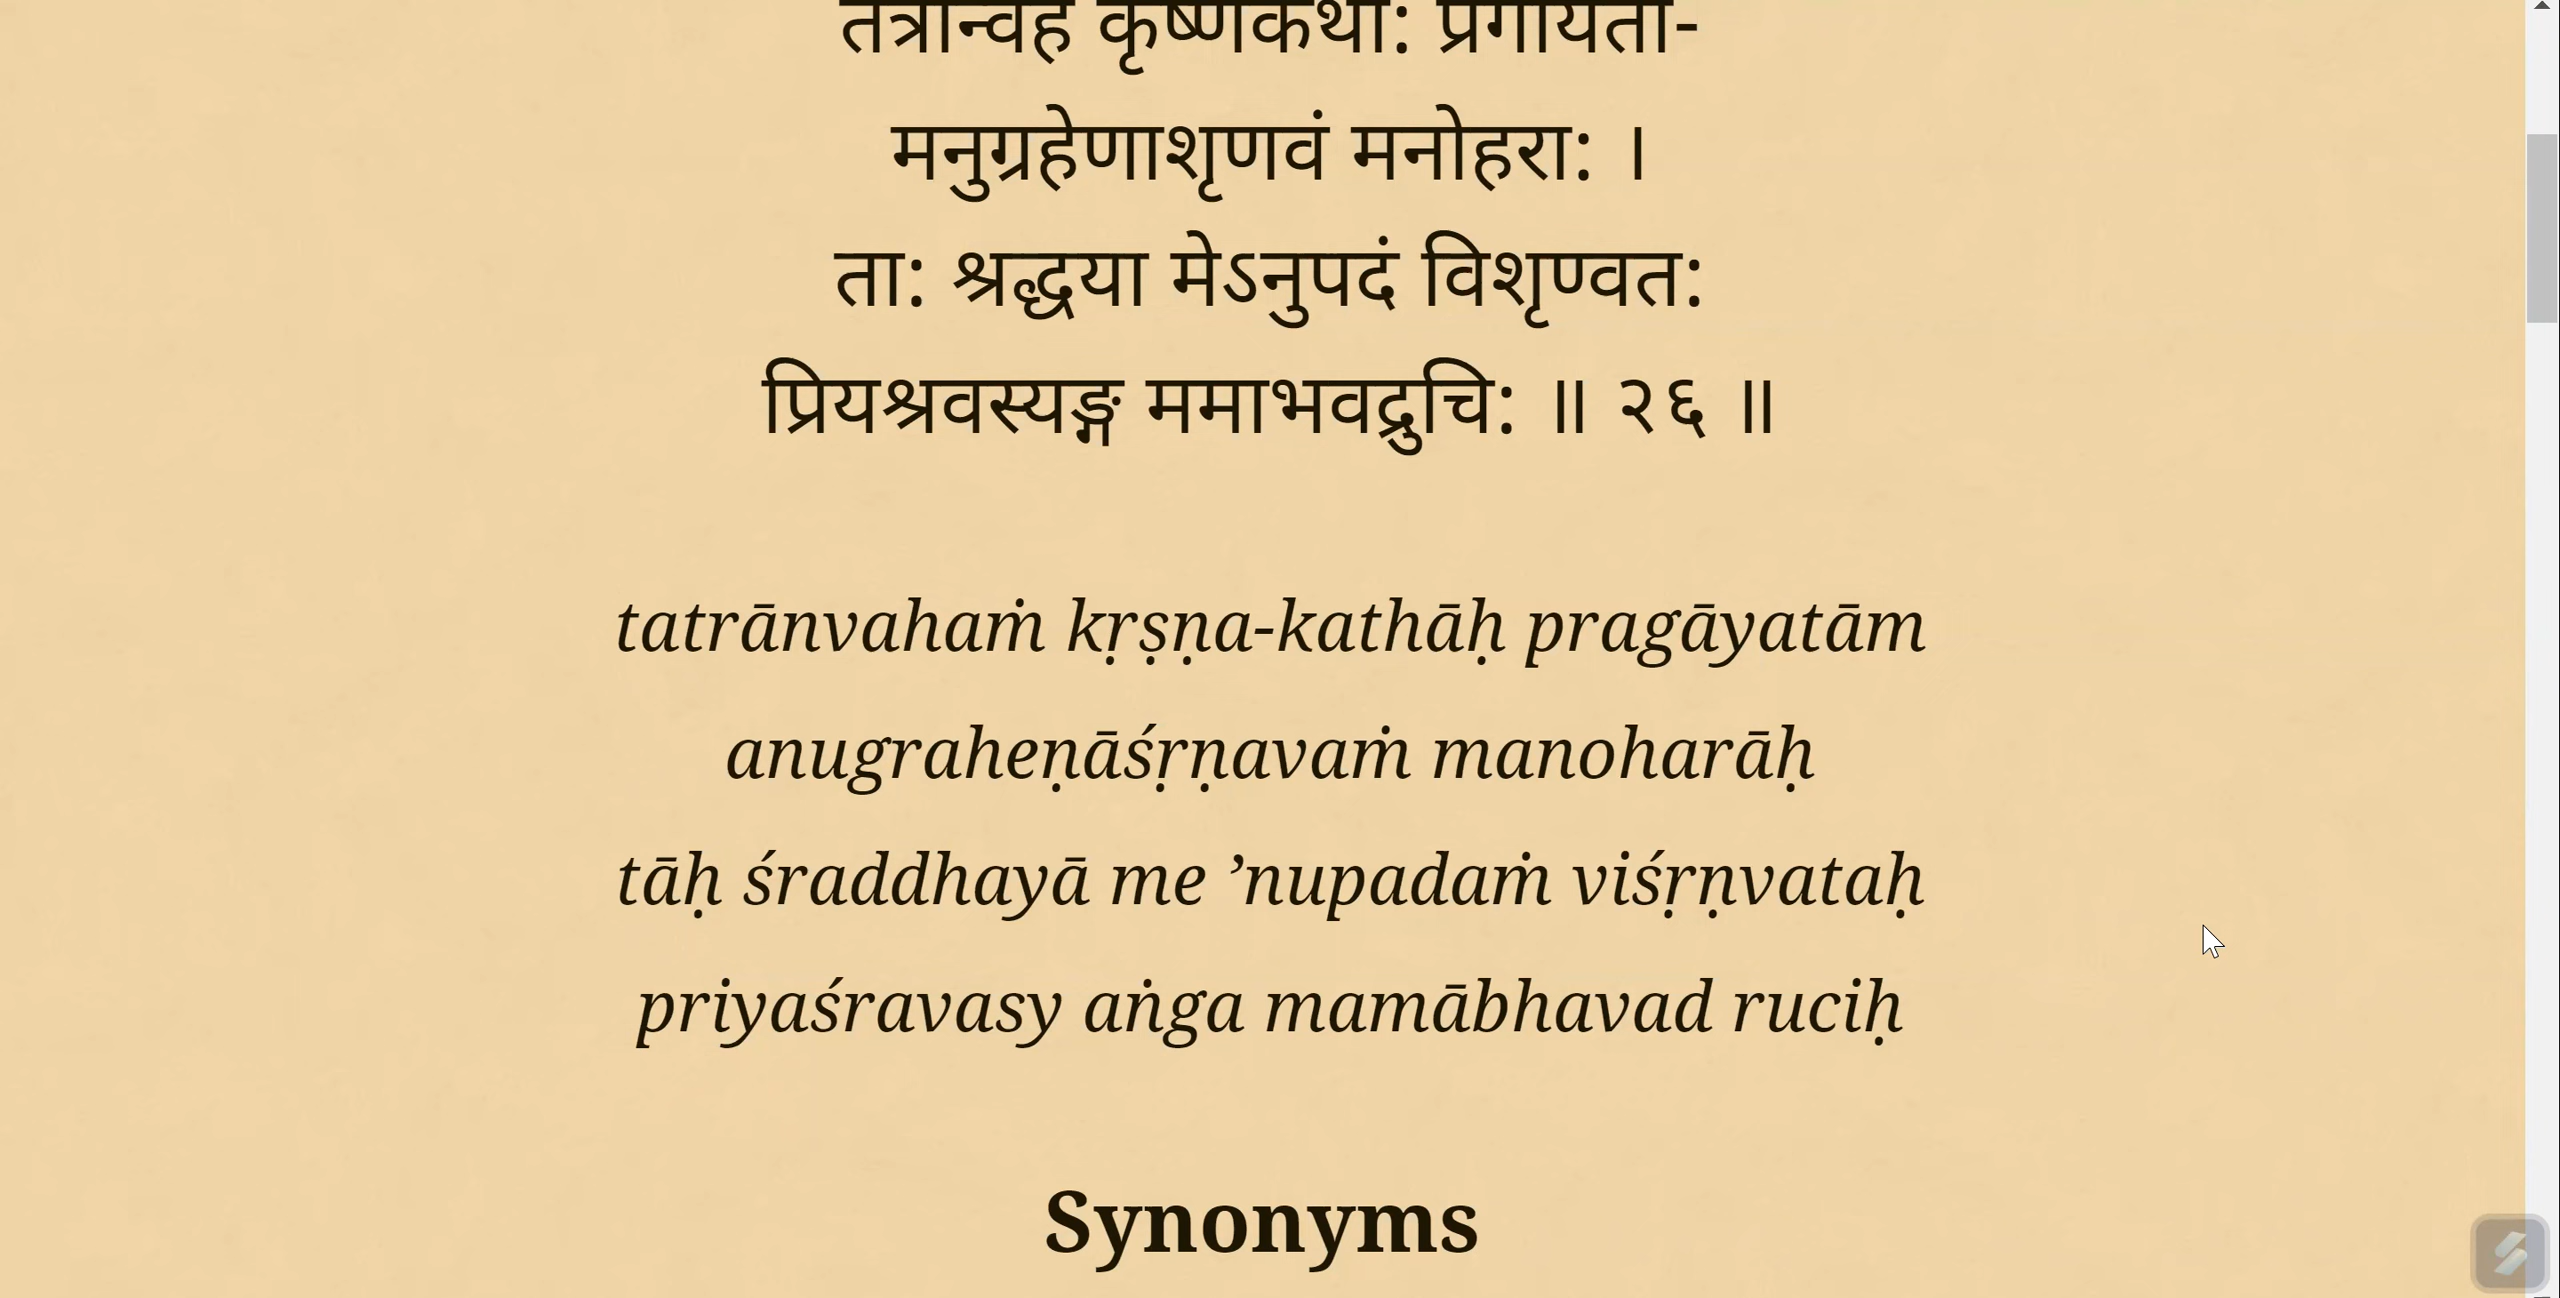 तत्रान्वहं कृष्णकथा: प्रगायता-
मनुग्रहेणाशृणवं मनोहरा: ।
ता: श्रद्धया मेऽनुपदं विशृण्वत:
प्रियश्रवस्यङ्ग ममाभवद्रुचि: ॥ २६ ॥
tatrānvahaṁ kṛṣṇa-kathāḥ pragāyatām
anugraheṇāśṛṇavaṁ manoharāḥ
tāḥ śraddhayā me ’nupadaṁ viśṛṇvataḥ
priyaśravasy aṅga mamābhavad ruciḥ
Synonyms